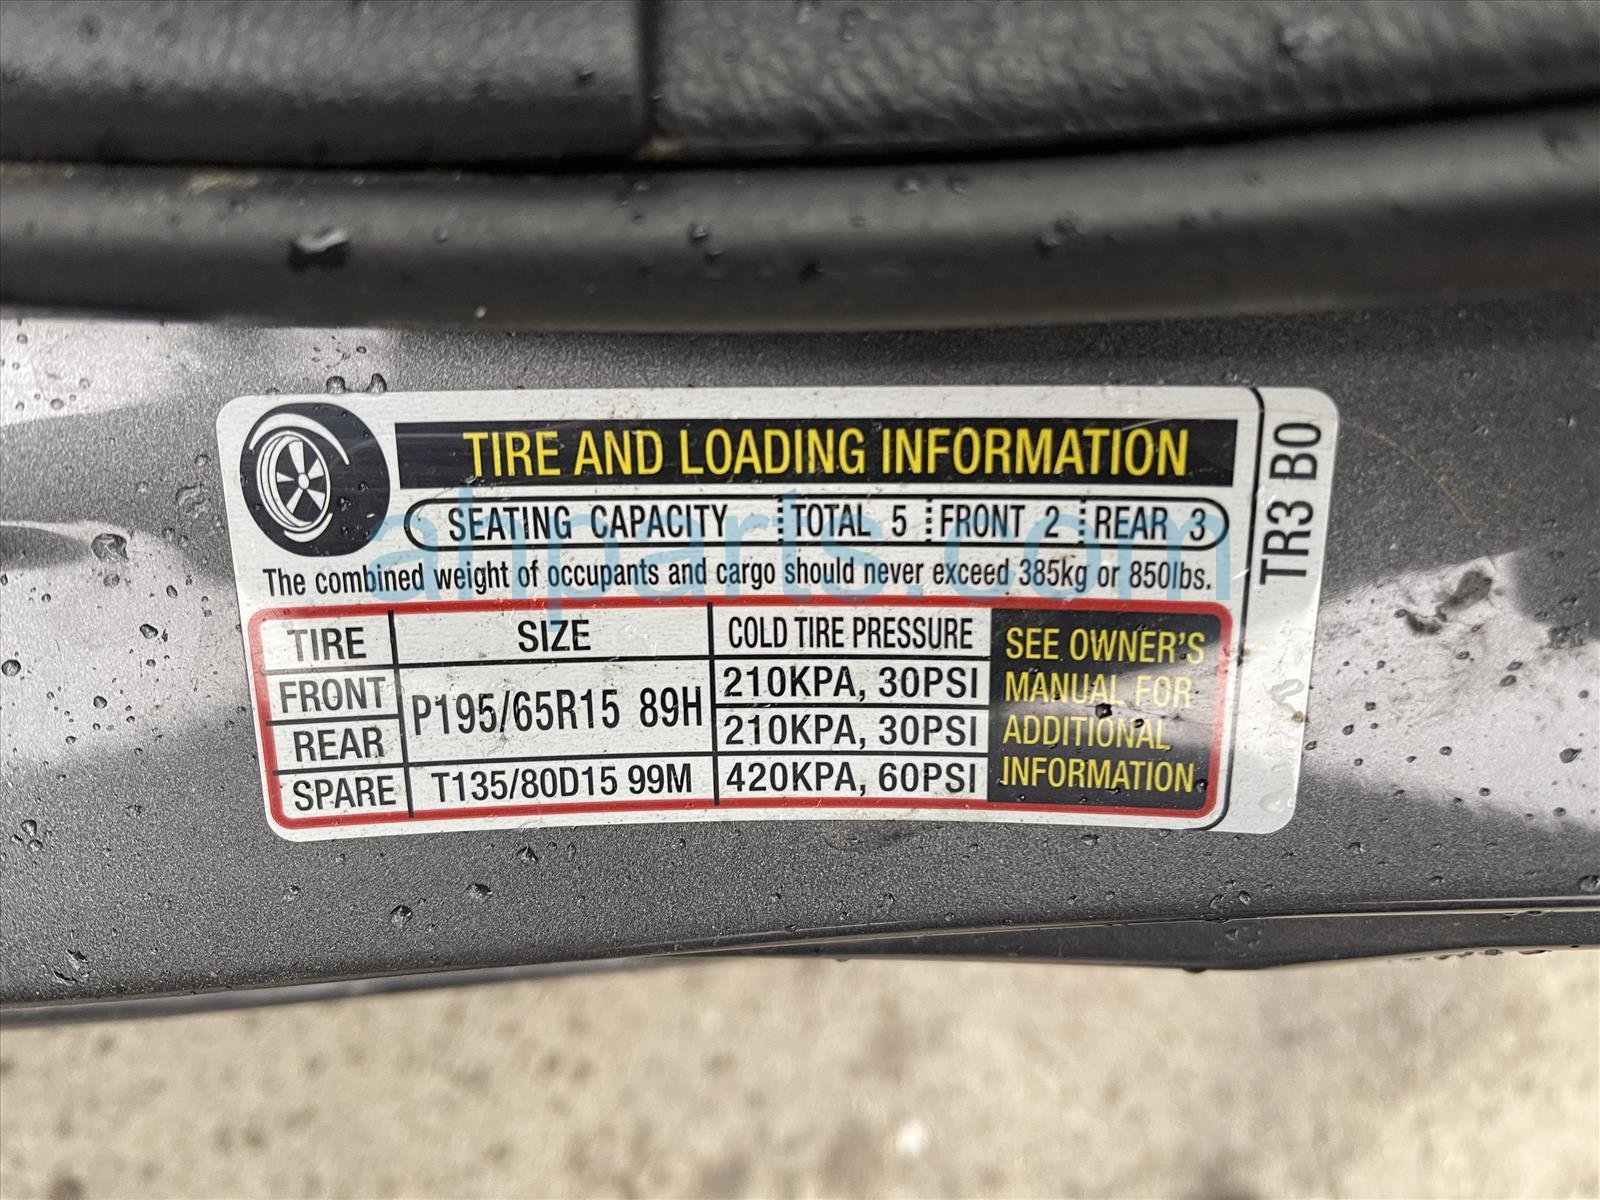 TIRE AND LOADING INFORMATION
SEATING CAPACITY TOTAL 5 FRONT 2 REAR 3
The combined weight of occupants and cargo should never exceed 385kg or 850lbs.
TIRE SIZE COLD TIRE PRESSURE
FRONT P195/65R15 89H 210KPA, 30PSI
REAR 210KPA, 30PSI
SPARE T135/80D15 99M 420KPA, 60PSI
SEE OWNER'S
MANUAL FOR
ADDITIONAL
INFORMATION
TR3 B0
ahparts.com